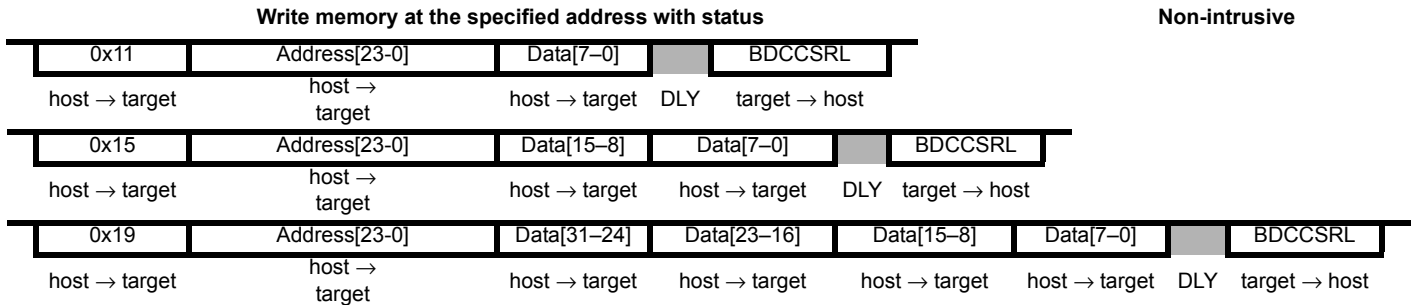 Write memory at the specified address with status Non-intrusive
0x11 Address[23-0] Data[7–0] BDCCSRL
host → target host → target host → target DLY target → host
0x15 Address[23-0] Data[15–8] Data[7–0] BDCCSRL
host → target host → target host → target host → target DLY target → host
0x19 Address[23-0] Data[31–24] Data[23–16] Data[15–8] Data[7–0] BDCCSRL
host → target host → target host → target host → target host → target host → target DLY target → host